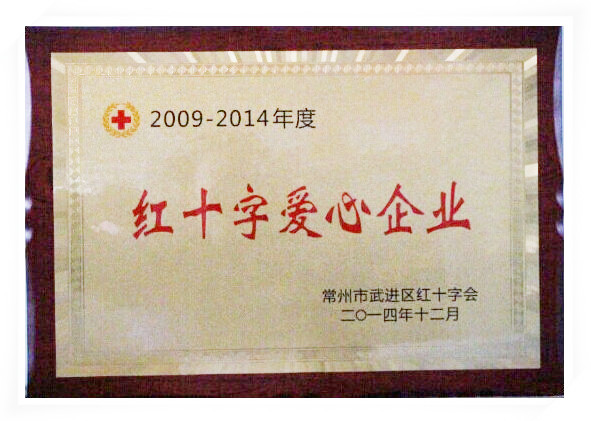 2009-2014年度
红十字爱心企业
常州市武进区红十字会
二〇一四年十二月